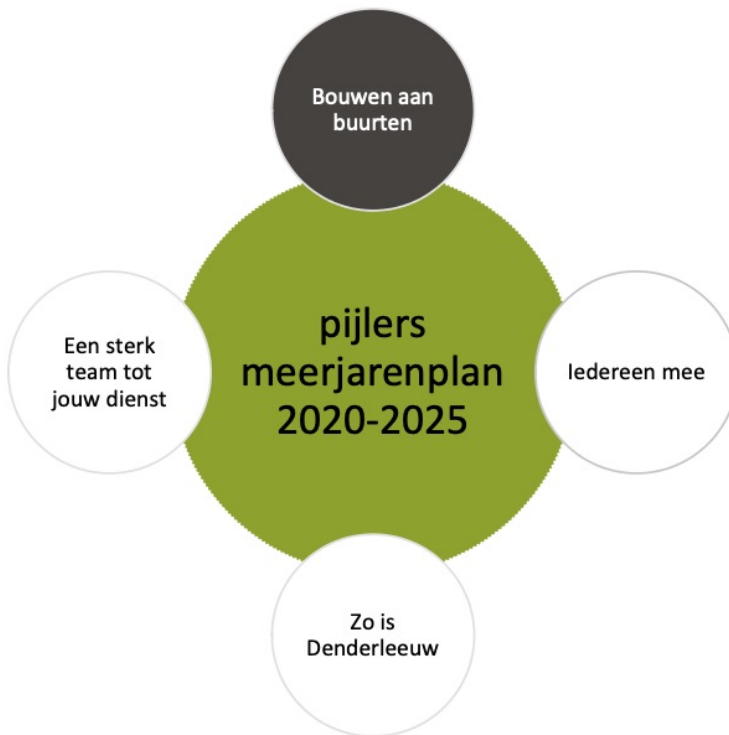 Bouwen aan
buurten
pijlers
meerjarenplan
2020-2025
Een sterk
team tot
jouw dienst
Iedereen mee
Zo is
Denderleeuw